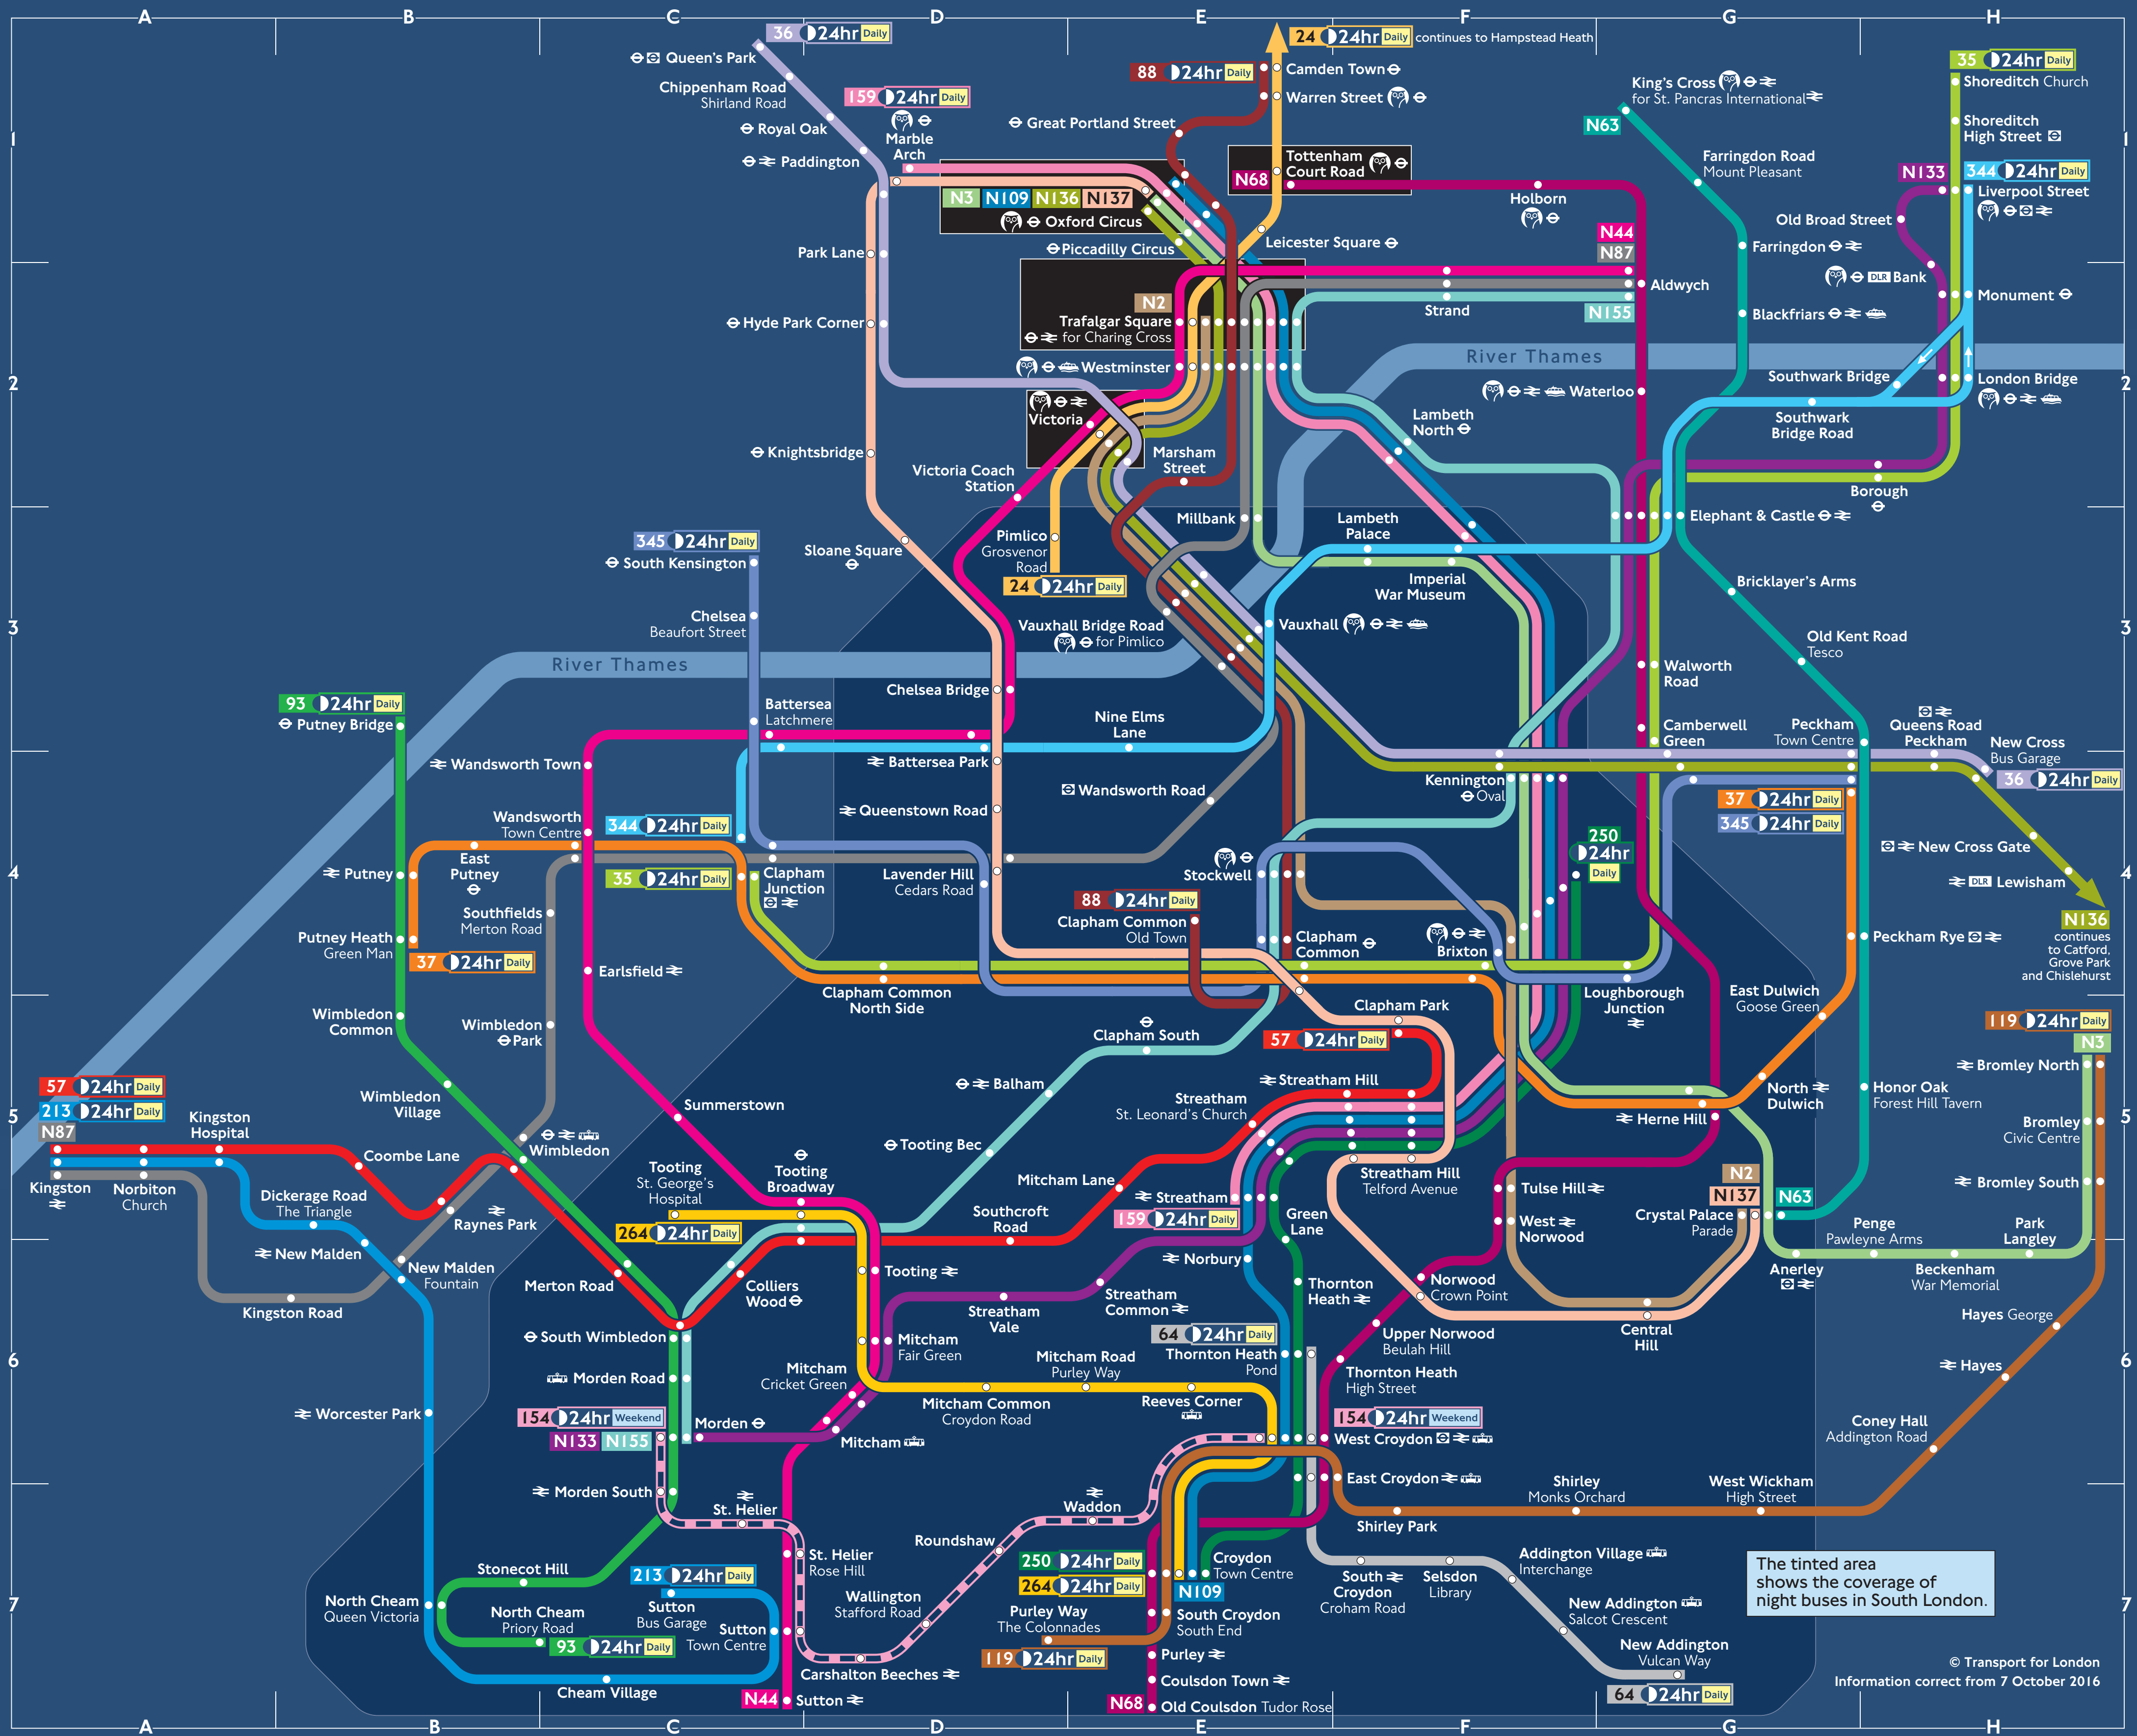 A
B
C
D
E
F
G
H
36 24hr Daily
Queen's Park
Chippenham Road
Shirland Road
Royal Oak
Paddington
159 24hr Daily
Marble
Arch
88 24hr Daily
Great Portland Street
24 24hr Daily continues to Hampstead Heath
Camden Town
Warren Street
Tottenham
Court Road
N68
Holborn
King's Cross
for St. Pancras International
N63
Farringdon Road
Mount Pleasant
35 24hr Daily
Shoreditch Church
Shoreditch
High Street
N133
344 24hr Daily
Liverpool Street
Old Broad Street
Farringdon
Bank
DLR
Monument
Blackfriars
1
1
N3 N109 N136 N137
Oxford Circus
Piccadilly Circus
Leicester Square
N44
N87
Aldwych
N155
Strand
Park Lane
Hyde Park Corner
N2
Trafalgar Square
for Charing Cross
Westminster
River Thames
2
2
Victoria
Waterloo
Southwark Bridge
London Bridge
Southwark
Bridge Road
Lambeth
North
Knightsbridge
Marsham
Street
Victoria Coach
Station
Borough
Millbank
Elephant & Castle
345 24hr Daily
South Kensington
Sloane Square
Pimlico
Grosvenor
Road
24 24hr Daily
Lambeth
Palace
Imperial
War Museum
Bricklayer's Arms
Chelsea
Beaufort Street
Vauxhall Bridge Road
for Pimlico
Vauxhall
Old Kent Road
Tesco
3
3
River Thames
Walworth
Road
Chelsea Bridge
93 24hr Daily
Putney Bridge
Battersea
Latchmere
Nine Elms
Lane
Camberwell
Green
Peckham
Town Centre
Queens Road
Peckham
New Cross
Bus Garage
36 24hr Daily
Wandsworth Town
Battersea Park
Wandsworth Road
Kennington
Oval
37 24hr Daily
345 24hr Daily
Queenstown Road
Wandsworth
Town Centre
344 24hr Daily
250
24hr
Daily
New Cross Gate
DLR Lewisham
N136
continues
to Catford,
Grove Park
and Chislehurst
4
4
Putney
East
Putney
35 24hr Daily
Clapham
Junction
Lavender Hill
Cedars Road
Stockwell
88 24hr Daily
Clapham Common
Old Town
Southfields
Merton Road
Putney Heath
Green Man
37 24hr Daily
Earlsfield
Clapham
Common
Brixton
Peckham Rye
Clapham Common
North Side
Loughborough
Junction
East Dulwich
Goose Green
Wimbledon
Common
Wimbledon
Park
Clapham Park
Clapham South
57 24hr Daily
119 24hr Daily
N3
Bromley North
57 24hr Daily
213 24hr Daily
N87
Wimbledon
Village
Balham
Streatham Hill
North
Dulwich
Honor Oak
Forest Hill Tavern
5
5
Kingston
Hospital
Summerstown
Streatham
St. Leonard's Church
Herne Hill
Bromley
Civic Centre
Wimbledon
Tooting Bec
Coombe Lane
Tooting
Broadway
Tooting
St. George's
Hospital
Mitcham Lane
Streatham Hill
Telford Avenue
Tulse Hill
N2
N137
N63
Bromley South
Kingston
Norbiton
Church
Dickerage Road
The Triangle
Raynes Park
264 24hr Daily
Southcroft
Road
Streatham
159 24hr Daily
Green
Lane
West
Norwood
Crystal Palace
Parade
Penge
Pawleyne Arms
Park
Langley
New Malden
New Malden
Fountain
Merton Road
Colliers
Wood
Tooting
Norbury
Anerley
Beckenham
War Memorial
Kingston Road
Streatham
Vale
Streatham
Common
Thornton
Heath
Norwood
Crown Point
Hayes George
South Wimbledon
Mitcham
Fair Green
64 24hr Daily
Thornton Heath
Pond
Upper Norwood
Beulah Hill
Central
Hill
6
6
Morden Road
Mitcham
Cricket Green
Mitcham Road
Purley Way
Thornton Heath
High Street
Hayes
Worcester Park
154 24hr Weekend
N133 N155
Morden
Mitcham
Mitcham Common
Croydon Road
Reeves Corner
154 24hr Weekend
West Croydon
Coney Hall
Addington Road
Morden South
St. Helier
Waddon
East Croydon
Shirley Park
Shirley
Monks Orchard
West Wickham
High Street
Roundshaw
Stonecot Hill
213 24hr Daily
Sutton
Bus Garage
St. Helier
Rose Hill
250 24hr Daily
264 24hr Daily
Croydon
Town Centre
N109
South
Croydon
Croham Road
Selsdon
Library
Addington Village
Interchange
The tinted area
shows the coverage of
night buses in South London.
7
7
North Cheam
Queen Victoria
North Cheam
Priory Road
93 24hr Daily
Sutton
Town Centre
Wallington
Stafford Road
Purley Way
The Colonnades
119 24hr Daily
South Croydon
South End
New Addington
Salcot Crescent
New Addington
Vulcan Way
64 24hr Daily
Cheam Village
Carshalton Beeches
N44 Sutton
Purley
Coulsdon Town
N68 Old Coulsdon Tudor Rose
© Transport for London
Information correct from 7 October 2016
A
B
C
D
E
F
G
H